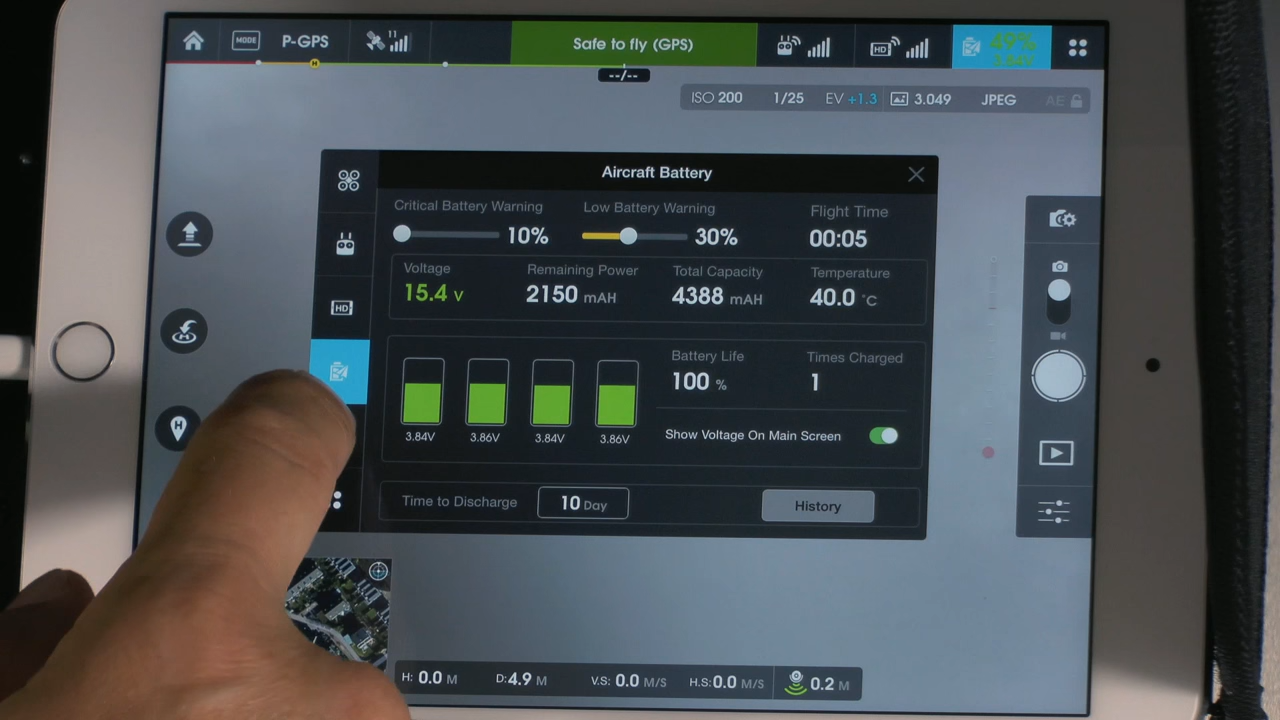 MODE P-GPS Safe to fly (GPS) HD 49%
3.84V
--/--
ISO 200 1/25 EV +1.3 3.049 JPEG AE
Aircraft Battery
Critical Battery Warning Low Battery Warning Flight Time
10% 30% 00:05
Voltage Remaining Power Total Capacity Temperature
15.4 V 2150 mAH 4388 mAH 40.0 °C
HD
Battery Life Times Charged
100 % 1
3.84V 3.86V 3.84V 3.86V
Show Voltage On Main Screen
H
Time to Discharge 10 Day History
H: 0.0 M D:4.9 M V.S: 0.0 M/S H.S:0.0 M/S 0.2 M